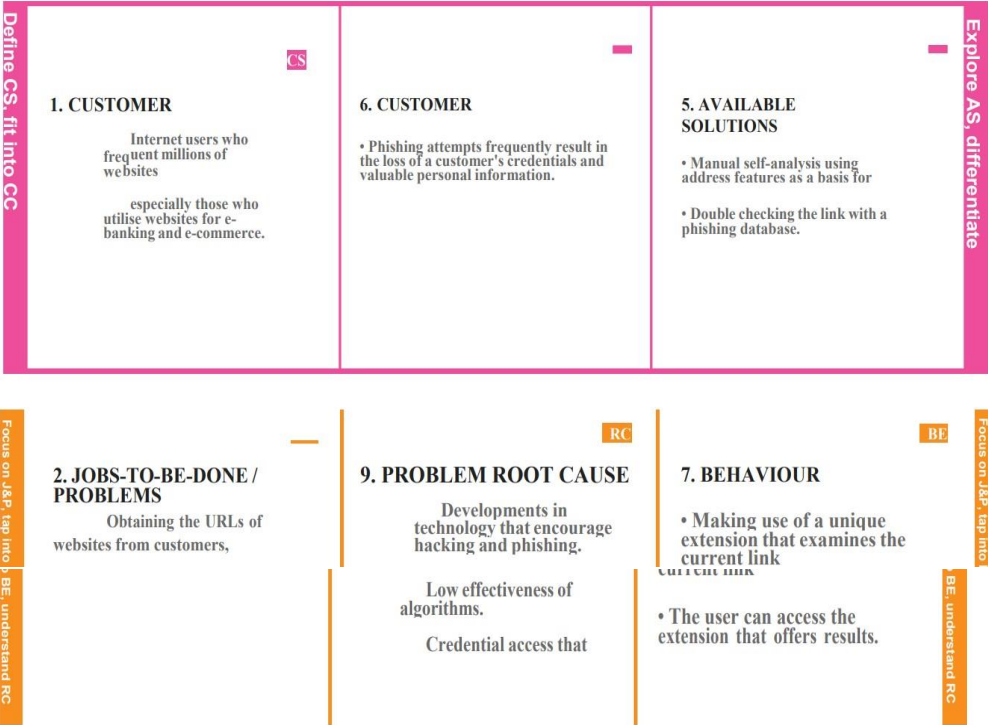 Define CS, fit into CC
CS
1. CUSTOMER
Internet users who
frequent millions of
websites
especially those who
utilise websites for e-
banking and e-commerce.
6. CUSTOMER
• Phishing attempts frequently result in
the loss of a customer's credentials and
valuable personal information.
5. AVAILABLE
SOLUTIONS
• Manual self-analysis using
address features as a basis for
• Double checking the link with a
phishing database.
Explore AS, differentiate
Focus on J&P, tap into
BE, understand RC
2. JOBS-TO-BE-DONE /
PROBLEMS
Obtaining the URLs of
websites from customers,
RC
9. PROBLEM ROOT CAUSE
Developments in
technology that encourage
hacking and phishing.
Low effectiveness of
algorithms.
Credential access that
BE
7. BEHAVIOUR
• Making use of a unique
extension that examines the
current link
current link
• The user can access the
extension that offers results.
Focus on J&P, tap into
BE, understand RC